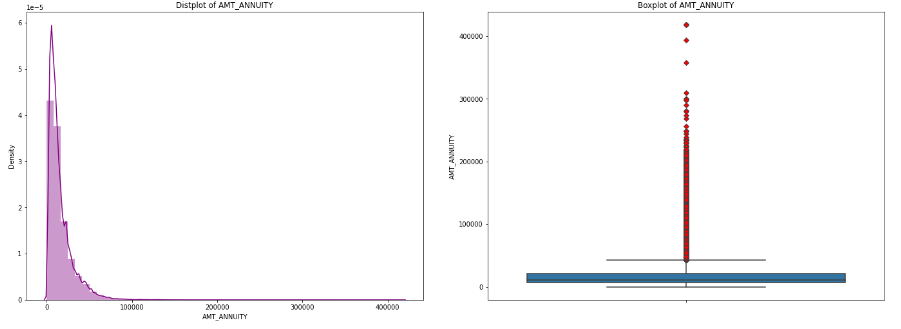 Distplot of AMT_ANNUITY
1e−5
6
5
4
3
2
1
0
Density
0
100000
200000
300000
400000
AMT_ANNUITY
Boxplot of AMT_ANNUITY
400000
300000
200000
100000
0
AMT_ANNUITY